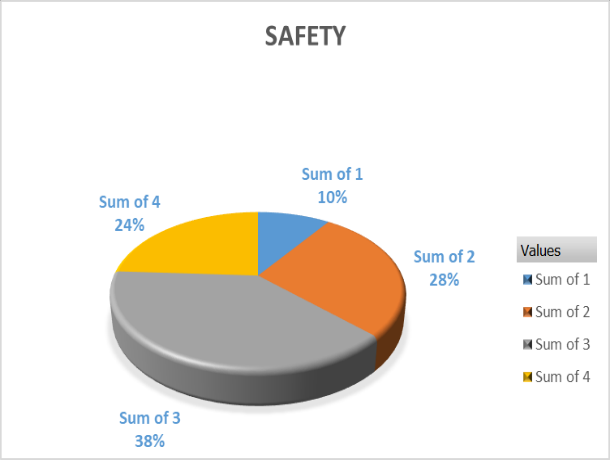 SAFETY
Sum of 1
10%
Sum of 4
24%
Sum of 2
28%
Sum of 3
38%
Values
Sum of 1
Sum of 2
Sum of 3
Sum of 4